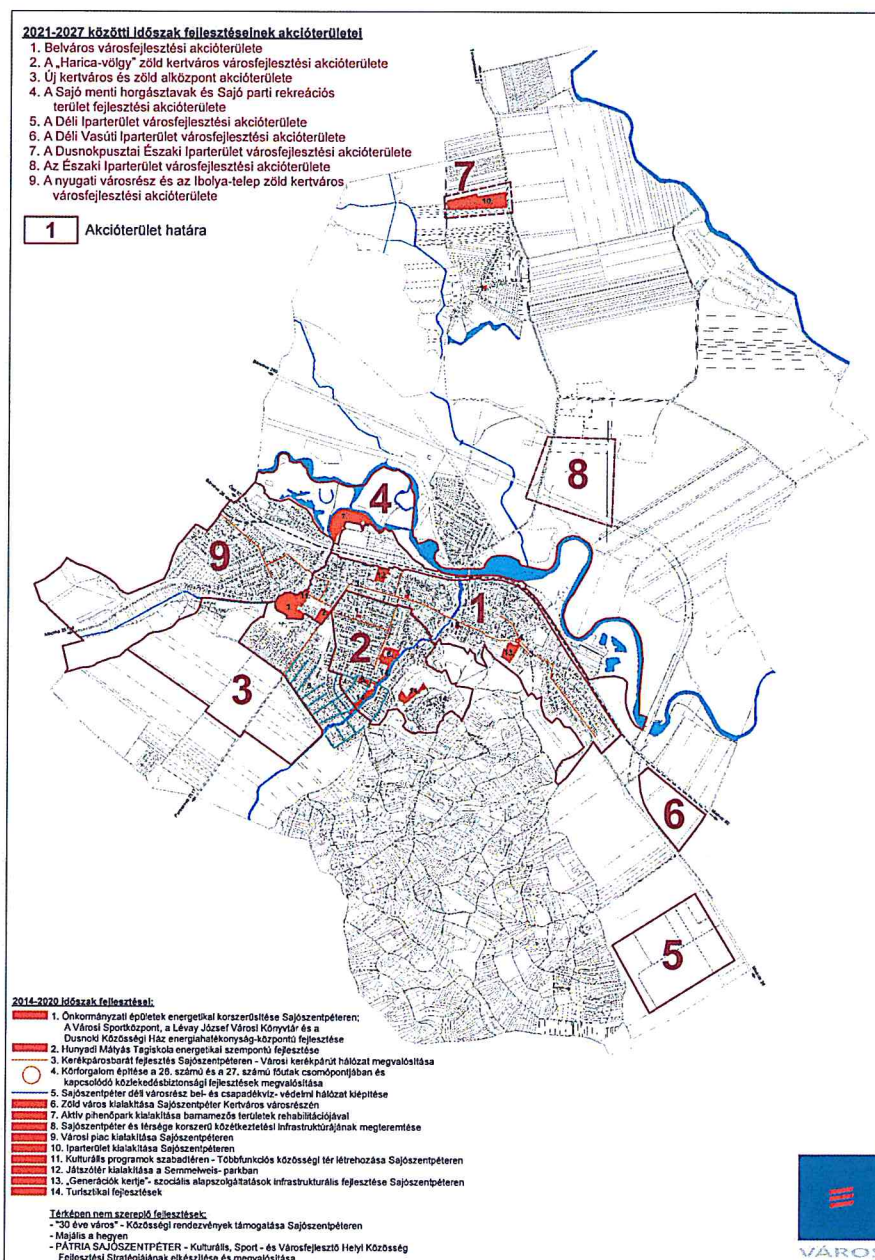 2021-2027 közötti időszak fejlesztéseinek akcióterületei
1. Belváros városfejlesztési akcióterülete
2. A „Harica-völgy" zöld kertváros városfejlesztési akcióterülete
3. Új kertváros és zöld alközpont akcióterülete
4. A Sajó menti horgásztavak és Sajó parti rekreációs
terület fejlesztési akcióterülete
5. A Déli Iparterület városfejlesztési akcióterülete
6. A Déli Vasúti Iparterület városfejlesztési akcióterülete
7. A Dusnokpusztai Északi Iparterület városfejlesztési akcióterülete
8. Az Északi Iparterület városfejlesztési akcióterülete
9. A nyugati városrész és az Ibolya-telep zöld kertváros
városfejlesztési akcióterülete
1 Akcióterület határa
7
10.
8
4
9
1
2
3
6
5
2014-2020 időszak fejlesztései:
1. Önkormányzati épületek energetikai korszerűsítése Sajószentpéteren;
A Városi Sportközpont, a Lévay József Városi Könyvtár és a
Dusnoki Közösségi Ház energiahatékonyság-központú fejlesztése
2. Hunyadi Mátyás Tagiskola energetikai szempontú fejlesztése
3. Kerékpárosbarát fejlesztés Sajószentpéteren - Városi kerékpárút hálózat megvalósítása
4. Körforgalom építése a 26. számú és a 27. számú főutak csomópontjában és
kapcsolódó közlekedésbiztonsági fejlesztések megvalósítása
5. Sajószentpéter déli városrész bel- és csapadékvíz- védelmi hálózat kiépítése
6. Zöld város kialakítása Sajószentpéter Kertváros városrészén
7. Aktív pihenőpark kialakítása barnamezős területek rehabilitációjával
8. Sajószentpéter és térsége korszerű közétkeztetési infrastruktúrájának megteremtése
9. Városi piac kialakítása Sajószentpéteren
10. Iparterület kialakítása Sajószentpéteren
11. Kulturális programok szabadtéren - Többfunkciós közösségi tér létrehozása Sajószentpéteren
12. Játszótér kialakítása a Semmelweis- parkban
13. „Generációk kertje"- szociális alapszolgáltatások infrastrukturális fejlesztése Sajószentpéteren
14. Turisztikai fejlesztések
Térképen nem szereplő fejlesztések:
- "30 éve város" - Közösségi rendezvények támogatása Sajószentpéteren
- Majális a hegyen
- PÁTRIA SAJÓSZENTPÉTER - Kulturális, Sport - és Városfejlesztő Helyi Közösség
Fejlesztési Stratégiájának elkészítése és megvalósítása
VÁROS